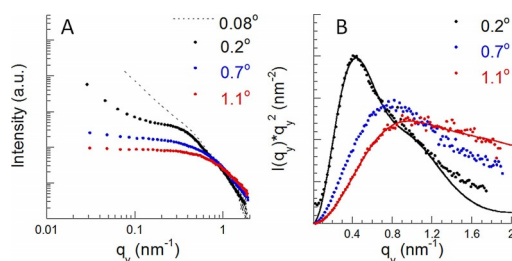 A
0.08°
0.2°
0.7°
1.1°
Intensity (a.u.)
0.01
0.1
1
q_y (nm⁻¹)
B
0.2°
0.7°
1.1°
I(q_y)*q_y² (nm⁻²)
0
0.4
0.8
1.2
1.6
2
q_y (nm⁻¹)